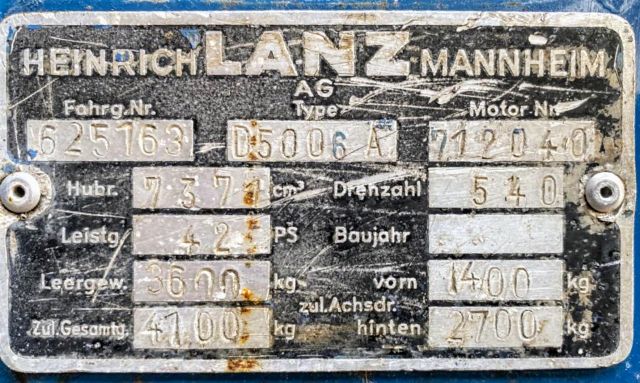 HEINRICH LANZ MANNHEIM
AG
Fahrg.Nr. Type Motor Nr.
625163 D5006 A 712040
Hubr. 7371 cm³ Drehzahl 540
Leistg. 42 PS Baujahr
Leergew. 3600 kg vorn 1400 kg
zul.Achsdr.
Zul.Gesamtg. 4100 kg hinten 2700 kg